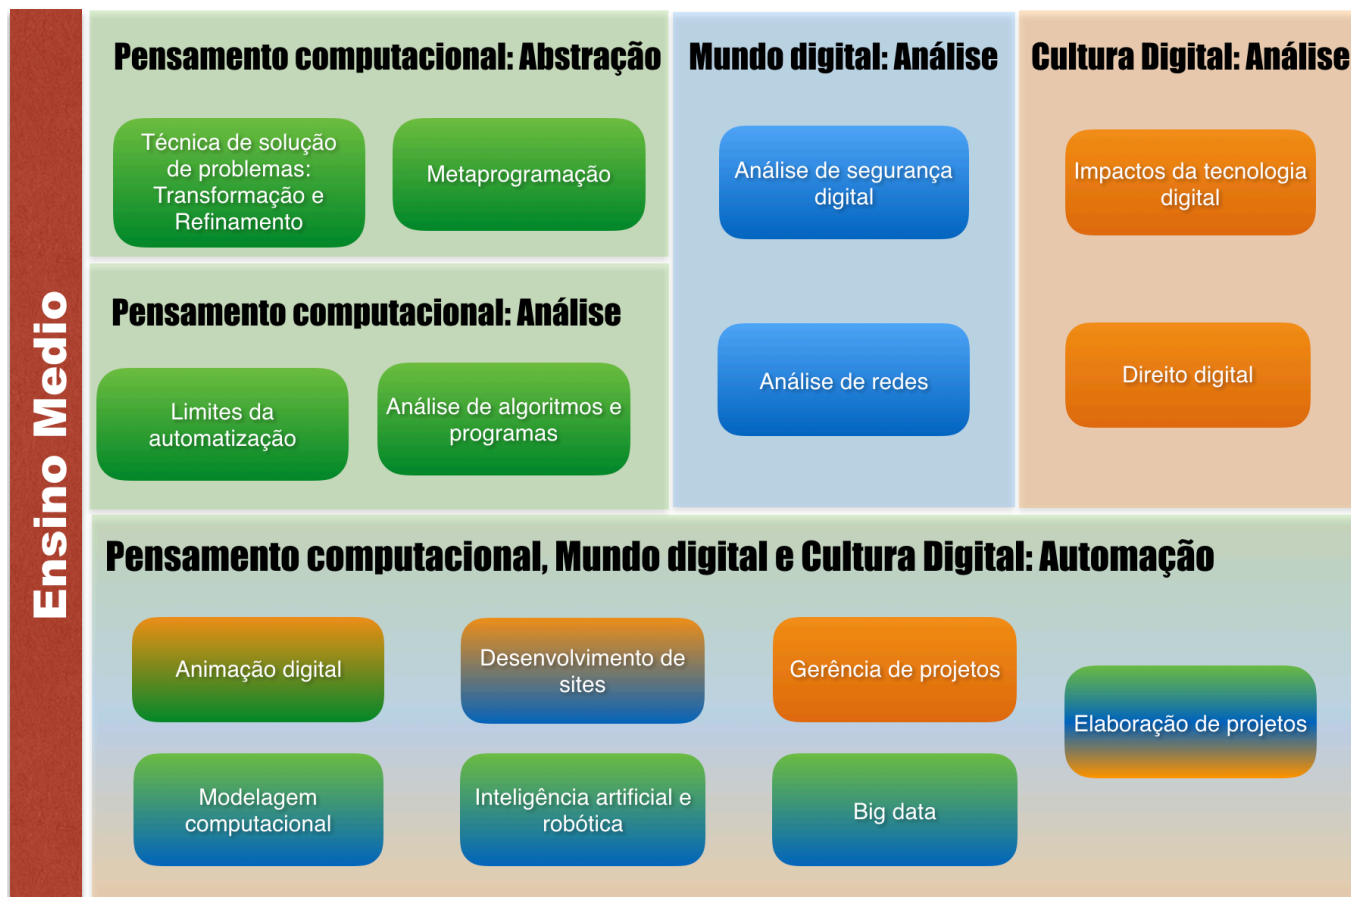 Ensino Medio
Pensamento computacional: Abstração
Técnica de solução
de problemas:
Transformação e
Refinamento
Metaprogramação
Mundo digital: Análise
Análise de segurança
digital
Análise de redes
Cultura Digital: Análise
Impactos da tecnologia
digital
Direito digital
Pensamento computacional: Análise
Limites da
automatização
Análise de algoritmos e
programas
Pensamento computacional, Mundo digital e Cultura Digital: Automação
Animação digital
Desenvolvimento de
sites
Gerência de projetos
Elaboração de projetos
Modelagem
computacional
Inteligência artificial e
robótica
Big data